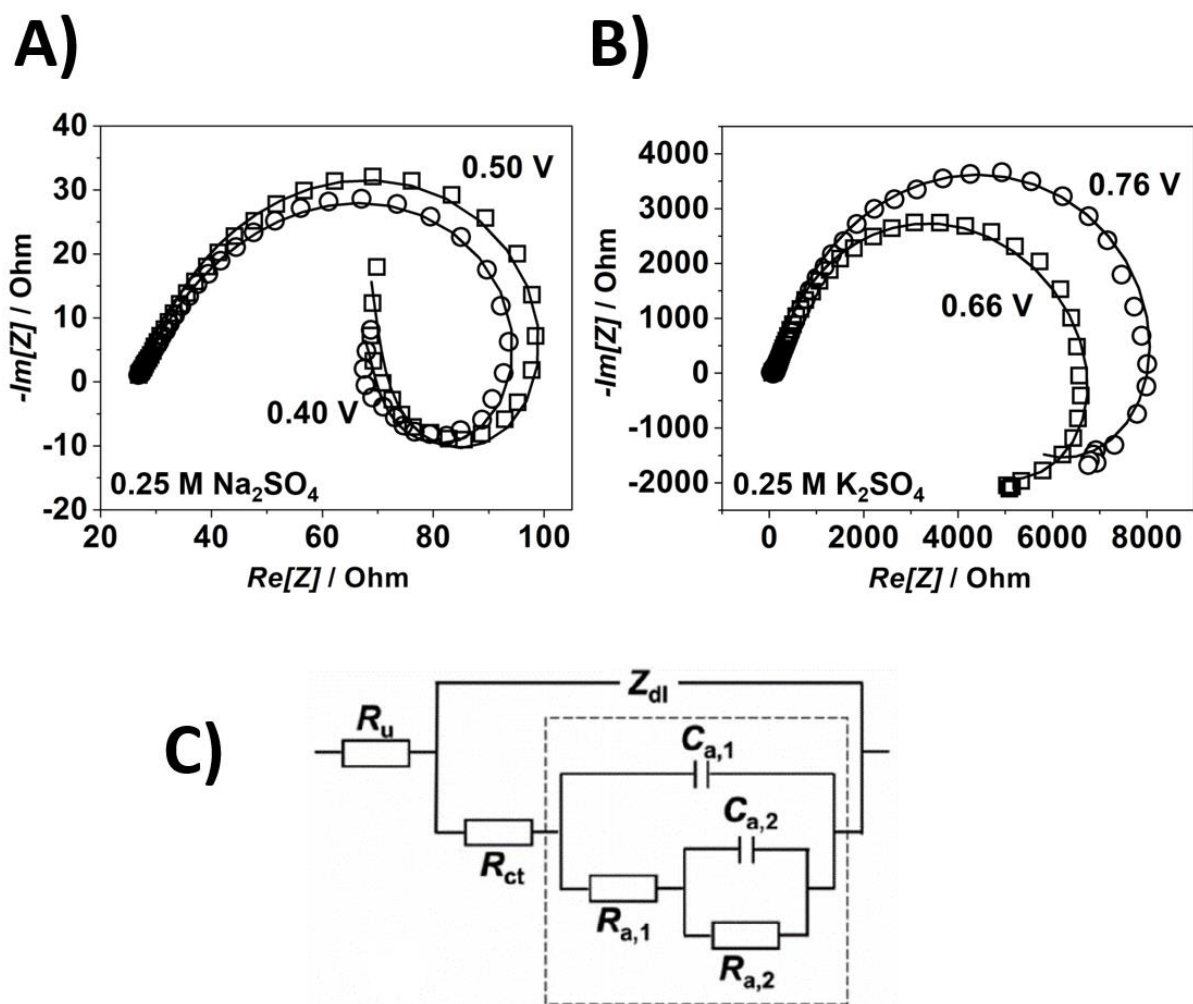 A)
40
30
20
10
0
-10
-20
-Im[Z] / Ohm
0.50 V
0.40 V
0.25 M Na₂SO₄
20
40
60
80
100
Re[Z] / Ohm
B)
4000
3000
2000
1000
0
-1000
-2000
-Im[Z] / Ohm
0.76 V
0.66 V
0.25 M K₂SO₄
0
2000
4000
6000
8000
Re[Z] / Ohm
C)
Zdl
Ru
Ca,1
Ca,2
Rct
Ra,1
Ra,2